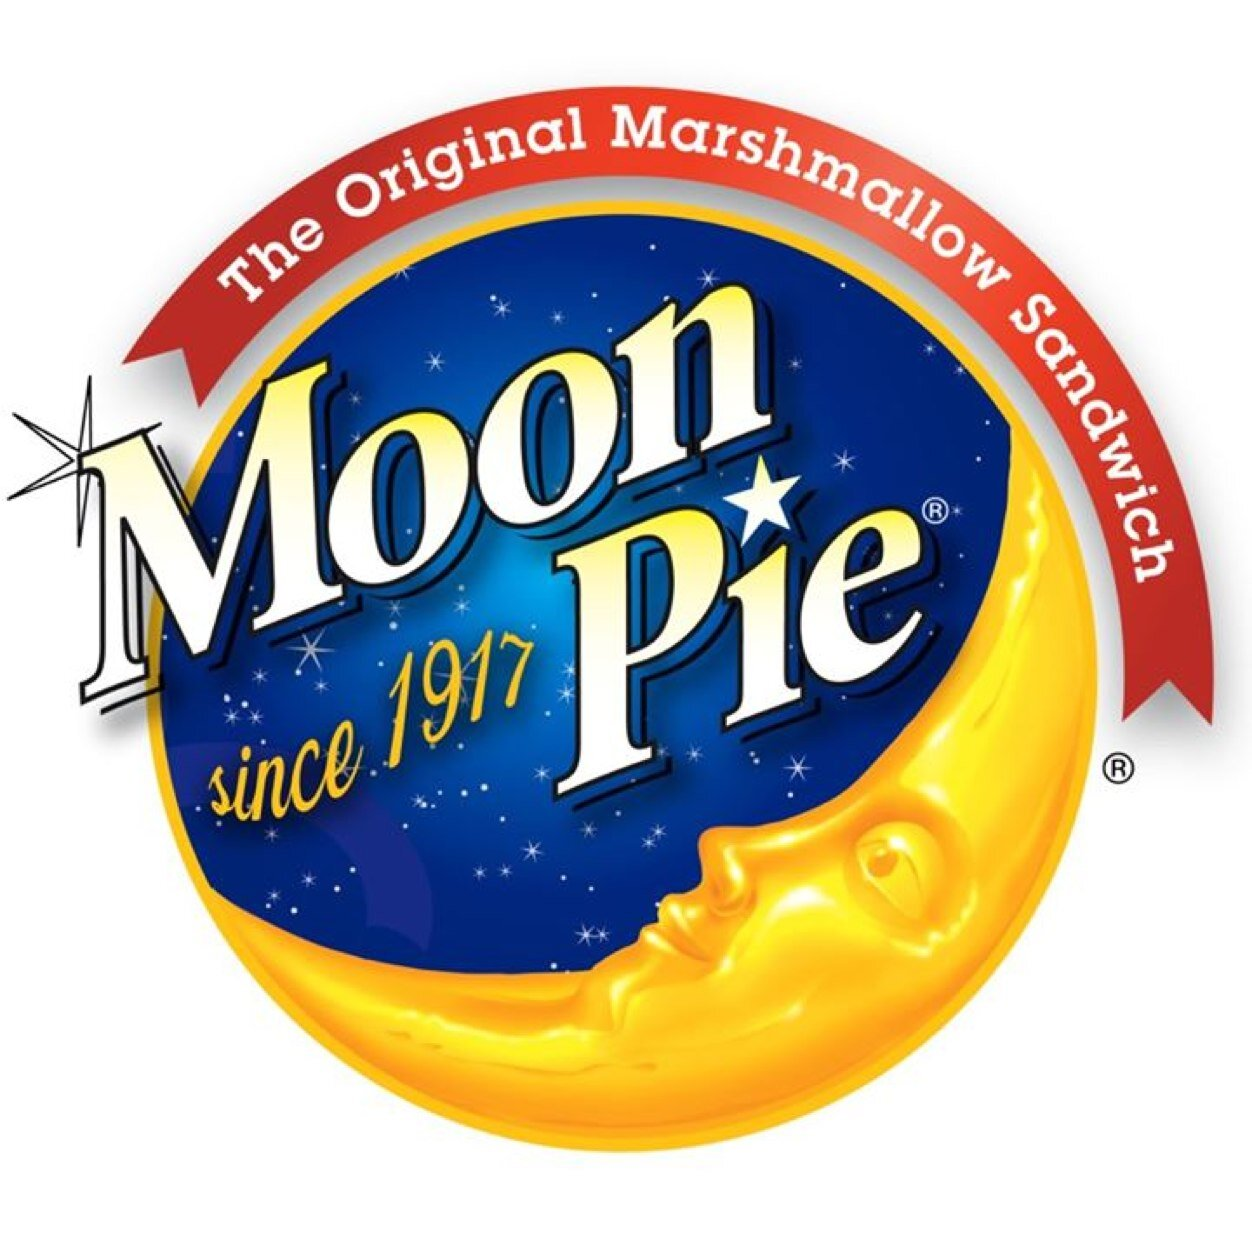 The Original Marshmallow Sandwich
Moon
Pie®
since 1917
®